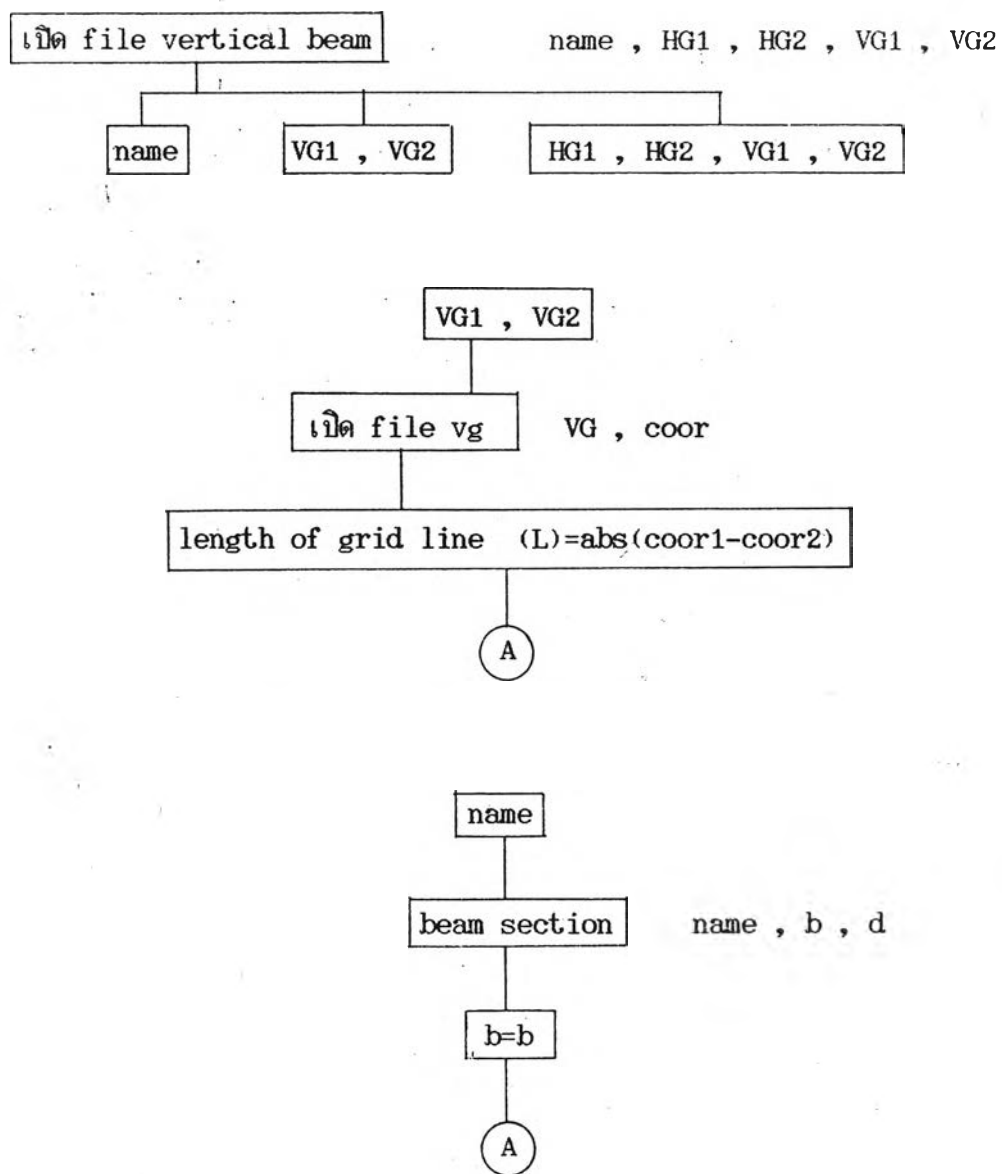 เปิด file vertical beam name , HG1 , HG2 , VG1 , VG2
name VG1 , VG2 HG1 , HG2 , VG1 , VG2
VG1 , VG2
เปิด file vg VG , coor
length of grid line (L)=abs(coor1-coor2)
A
name
beam section name , b , d
b=b
A